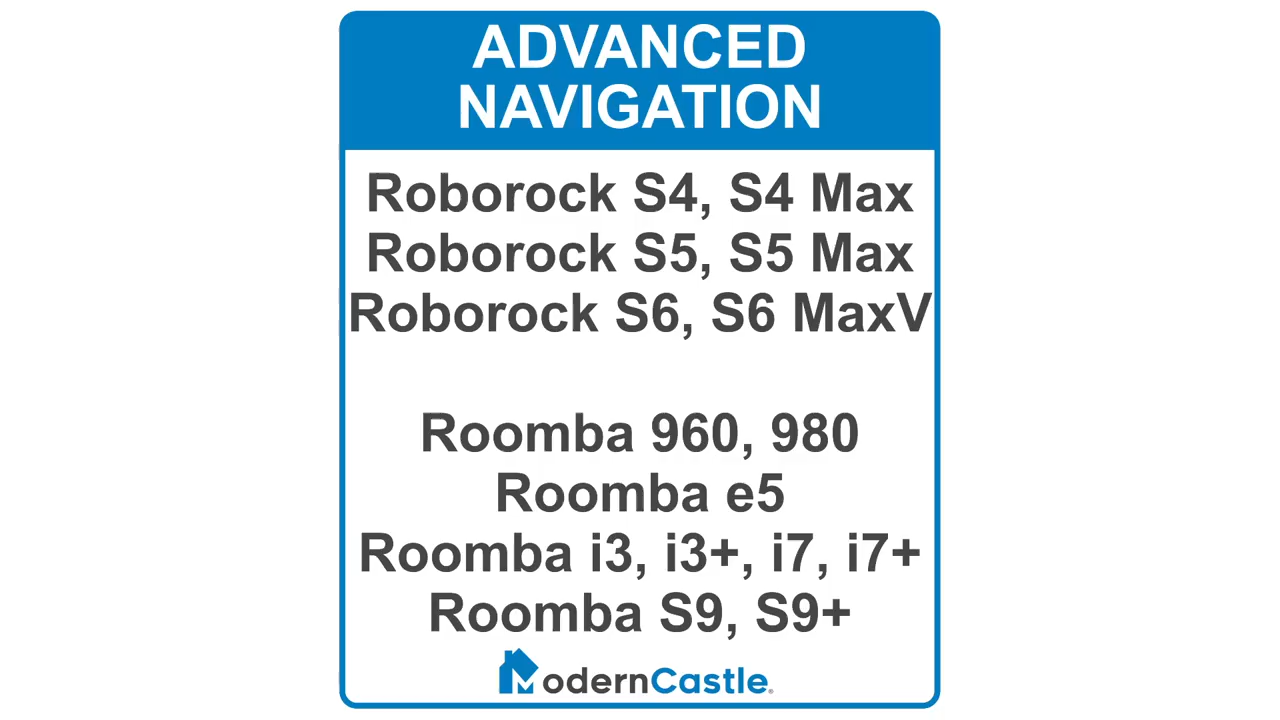 ADVANCED
NAVIGATION
Roborock S4, S4 Max
Roborock S5, S5 Max
Roborock S6, S6 MaxV
Roomba 960, 980
Roomba e5
Roomba i3, i3+, i7, i7+
Roomba S9, S9+
ModernCastle®